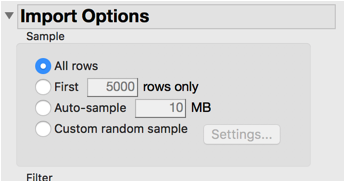 Import Options
Sample
All rows
First 5000 rows only
Auto-sample 10 MB
Custom random sample Settings...
Filter